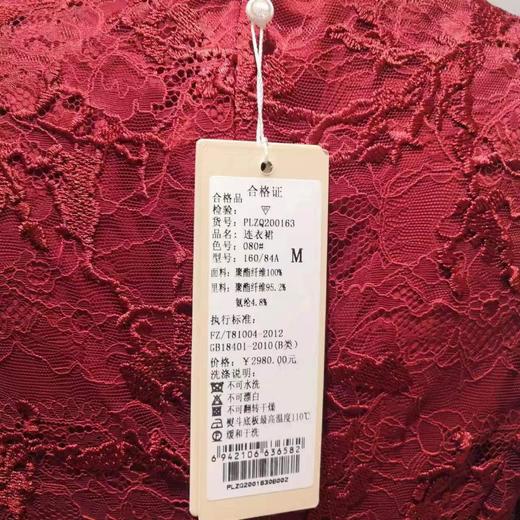 合格证
合格品
检验:
货号: PLZQ200163
品名: 连衣裙
色号: 080#
型号: 160/84A M
面料: 聚酯纤维100%
里料: 聚酯纤维95.2%
氨纶4.8%
执行标准:
FZ/T81004-2012
GB18401-2010(B类)
价格: ¥2980.00元
洗涤说明:
不可水洗
不可漂白
不可翻转干燥
熨斗底板最高温度110℃
缓和干洗
6942106636582